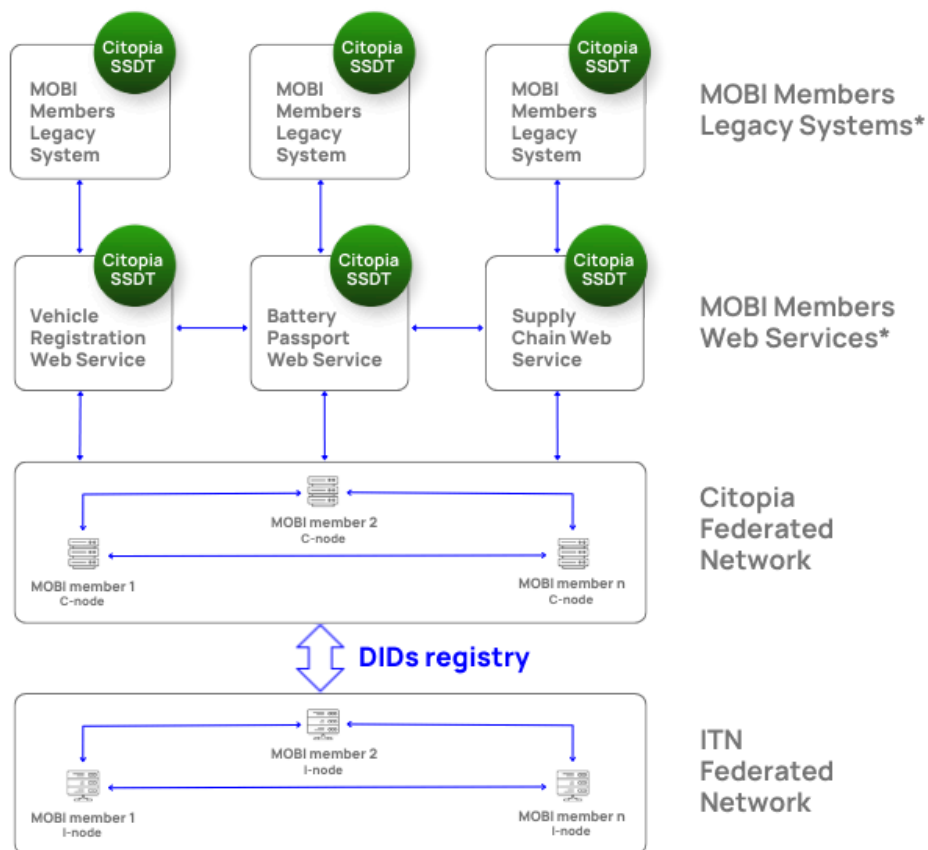 Citopia
SSDT
Citopia
SSDT
Citopia
SSDT
MOBI
Members
Legacy
System
MOBI
Members
Legacy
System
MOBI
Members
Legacy
System
MOBI Members
Legacy Systems*
Citopia
SSDT
Citopia
SSDT
Citopia
SSDT
Vehicle
Registration
Web Service
Battery
Passport
Web Service
Supply
Chain Web
Service
MOBI Members
Web Services*
MOBI member 2
C-node
MOBI member 1
C-node
MOBI member n
C-node
Citopia
Federated
Network
DIDs registry
MOBI member 2
I-node
MOBI member 1
I-node
MOBI member n
I-node
ITN
Federated
Network